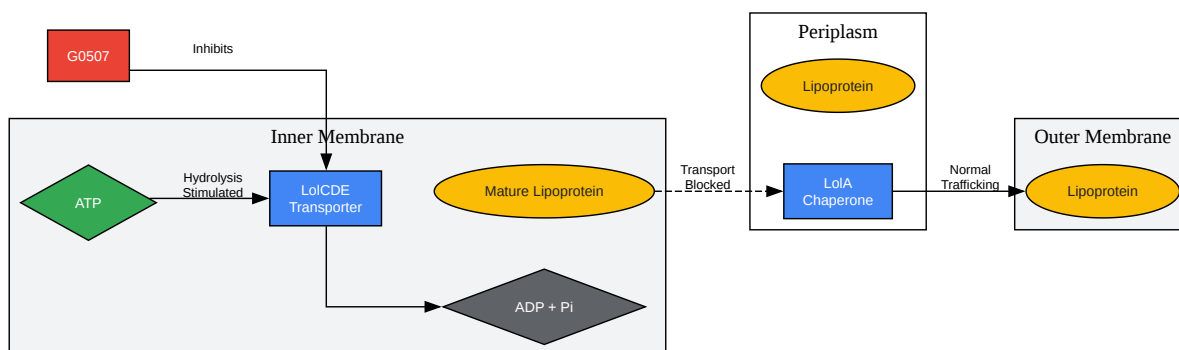 G0507
Inhibits
Inner Membrane
ATP
Hydrolysis
Stimulated
LolCDE
Transporter
Mature Lipoprotein
ADP + Pi
Transport
Blocked
Periplasm
Lipoprotein
LolA
Chaperone
Normal
Trafficking
Outer Membrane
Lipoprotein